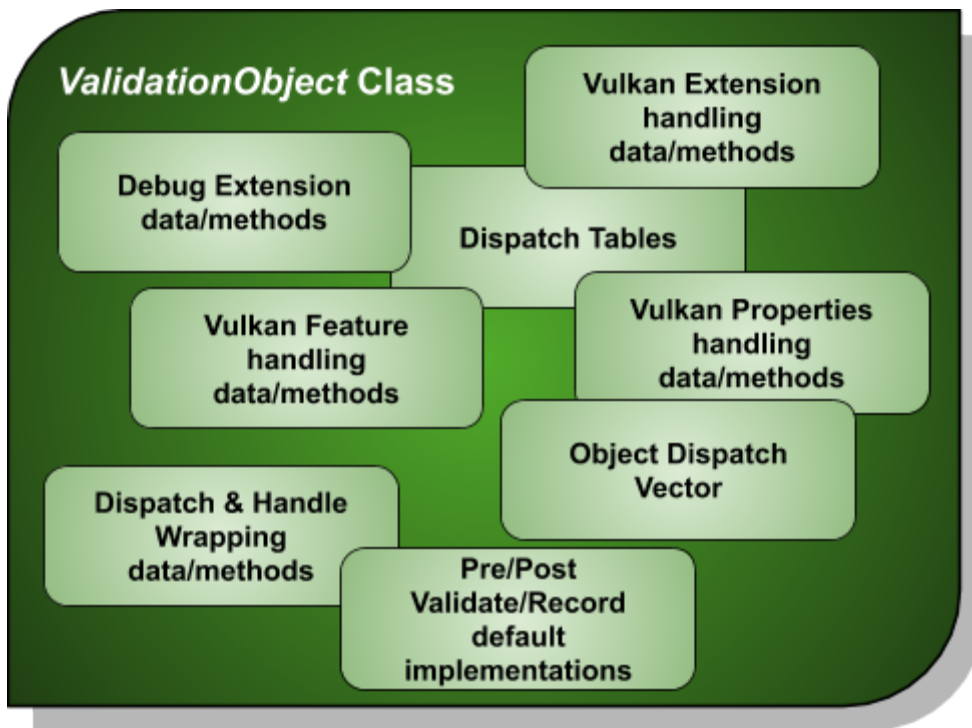 ValidationObject Class
Vulkan Extension
handling
data/methods
Debug Extension
data/methods
Dispatch Tables
Vulkan Feature
handling
data/methods
Vulkan Properties
handling
data/methods
Object Dispatch
Vector
Dispatch & Handle
Wrapping
data/methods
Pre/Post
Validate/Record
default
implementations